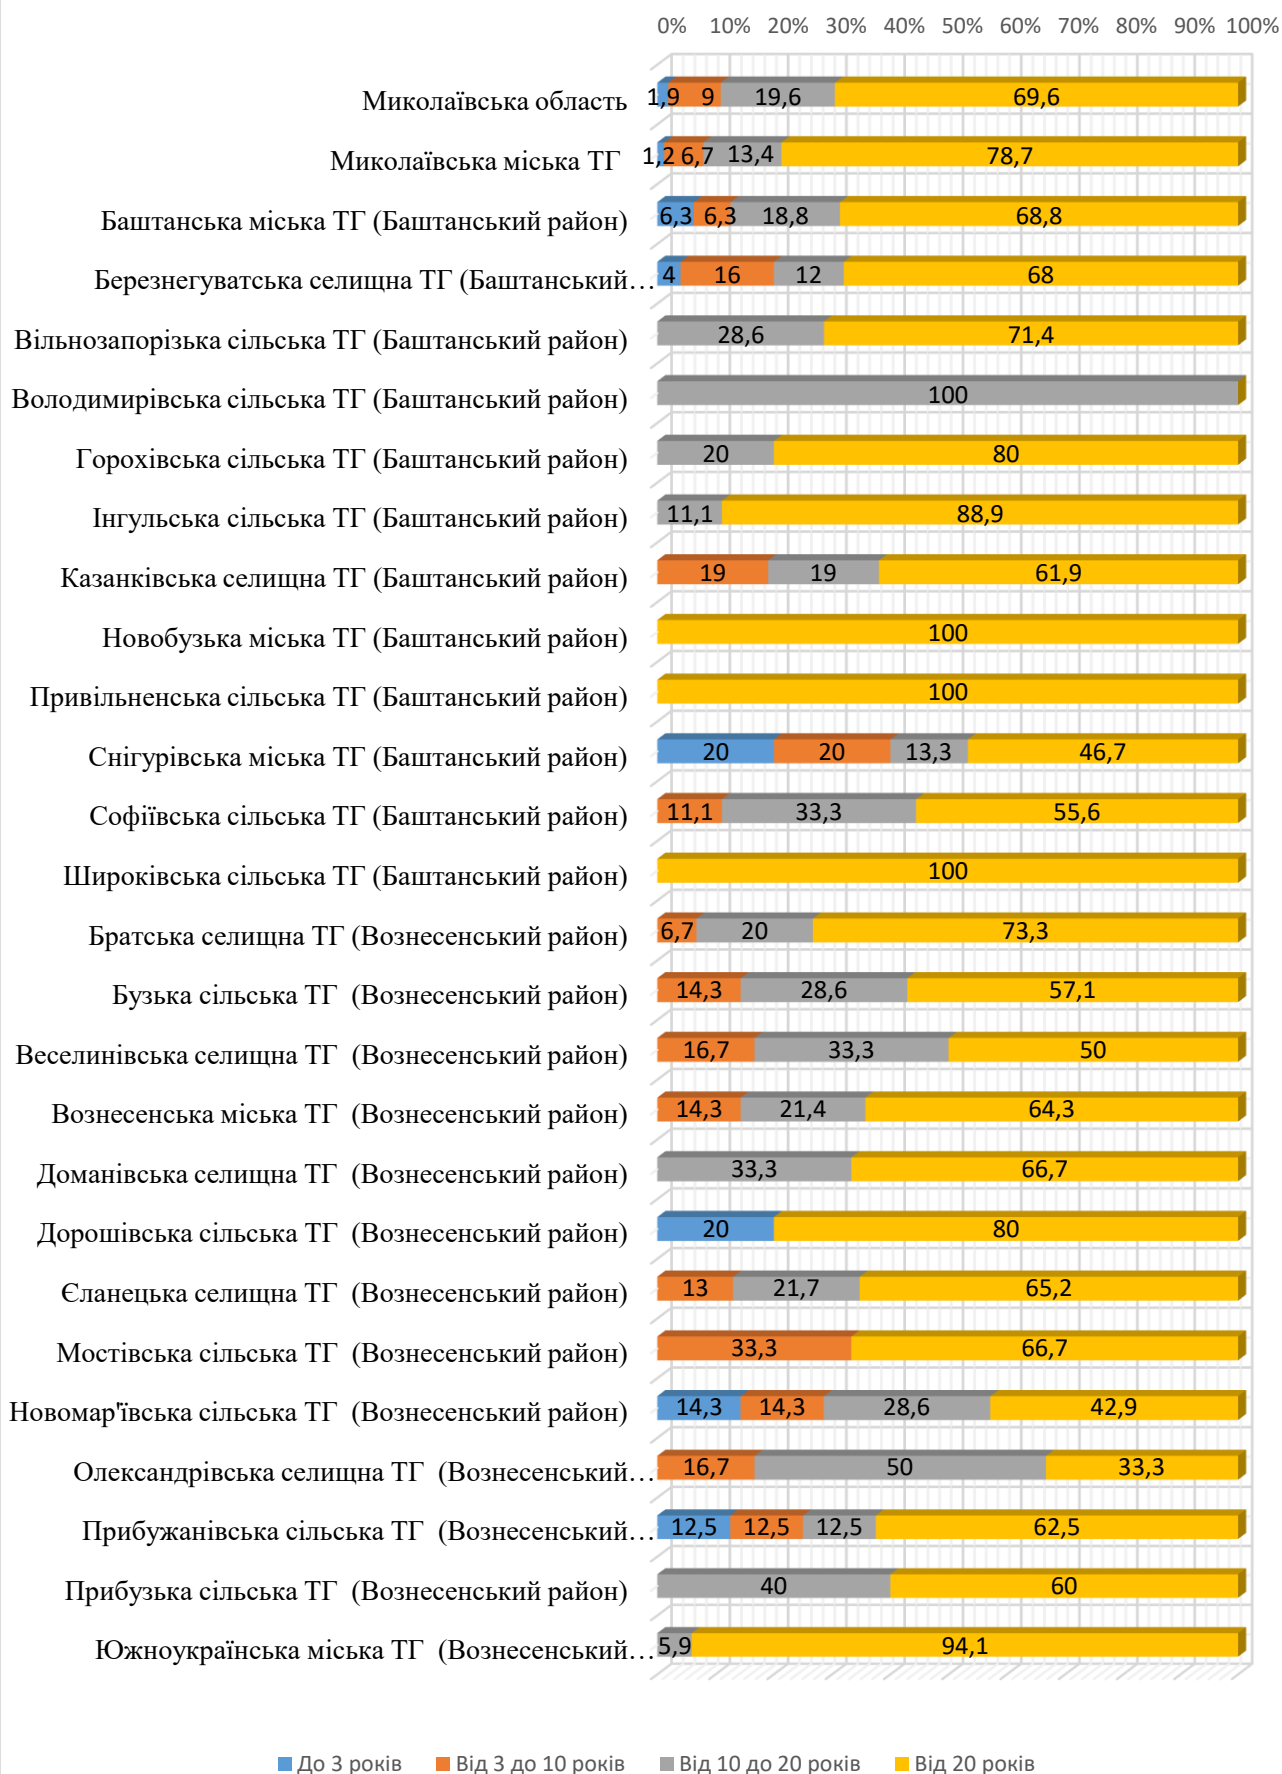 0% 10% 20% 30% 40% 50% 60% 70% 80% 90% 100%
Миколаївська область 1,9 9 19,6 69,6
Миколаївська міська ТГ 1,2 6,7 13,4 78,7
Баштанська міська ТГ (Баштанський район) 6,3 6,3 18,8 68,8
Березнегуватська селищна ТГ (Баштанський… 4 16 12 68
Вільнозапорізька сільська ТГ (Баштанський район) 28,6 71,4
Володимирівська сільська ТГ (Баштанський район) 100
Горохівська сільська ТГ (Баштанський район) 20 80
Інгульська сільська ТГ (Баштанський район) 11,1 88,9
Казанківська селищна ТГ (Баштанський район) 19 19 61,9
Новобузька міська ТГ (Баштанський район) 100
Привільненська сільська ТГ (Баштанський район) 100
Снігурівська міська ТГ (Баштанський район) 20 20 13,3 46,7
Софіївська сільська ТГ (Баштанський район) 11,1 33,3 55,6
Широківська сільська ТГ (Баштанський район) 100
Братська селищна ТГ (Вознесенський район) 6,7 20 73,3
Бузька сільська ТГ (Вознесенський район) 14,3 28,6 57,1
Веселинівська селищна ТГ (Вознесенський район) 16,7 33,3 50
Вознесенська міська ТГ (Вознесенський район) 14,3 21,4 64,3
Доманівська селищна ТГ (Вознесенський район) 33,3 66,7
Дорошівська сільська ТГ (Вознесенський район) 20 80
Єланецька селищна ТГ (Вознесенський район) 13 21,7 65,2
Мостівська сільська ТГ (Вознесенський район) 33,3 66,7
Новомар'ївська сільська ТГ (Вознесенський район) 14,3 14,3 28,6 42,9
Олександрівська селищна ТГ (Вознесенський… 16,7 50 33,3
Прибужанівська сільська ТГ (Вознесенський… 12,5 12,5 12,5 62,5
Прибузька сільська ТГ (Вознесенський район) 40 60
Южноукраїнська міська ТГ (Вознесенський… 5,9 94,1
До 3 років Від 3 до 10 років Від 10 до 20 років Від 20 років